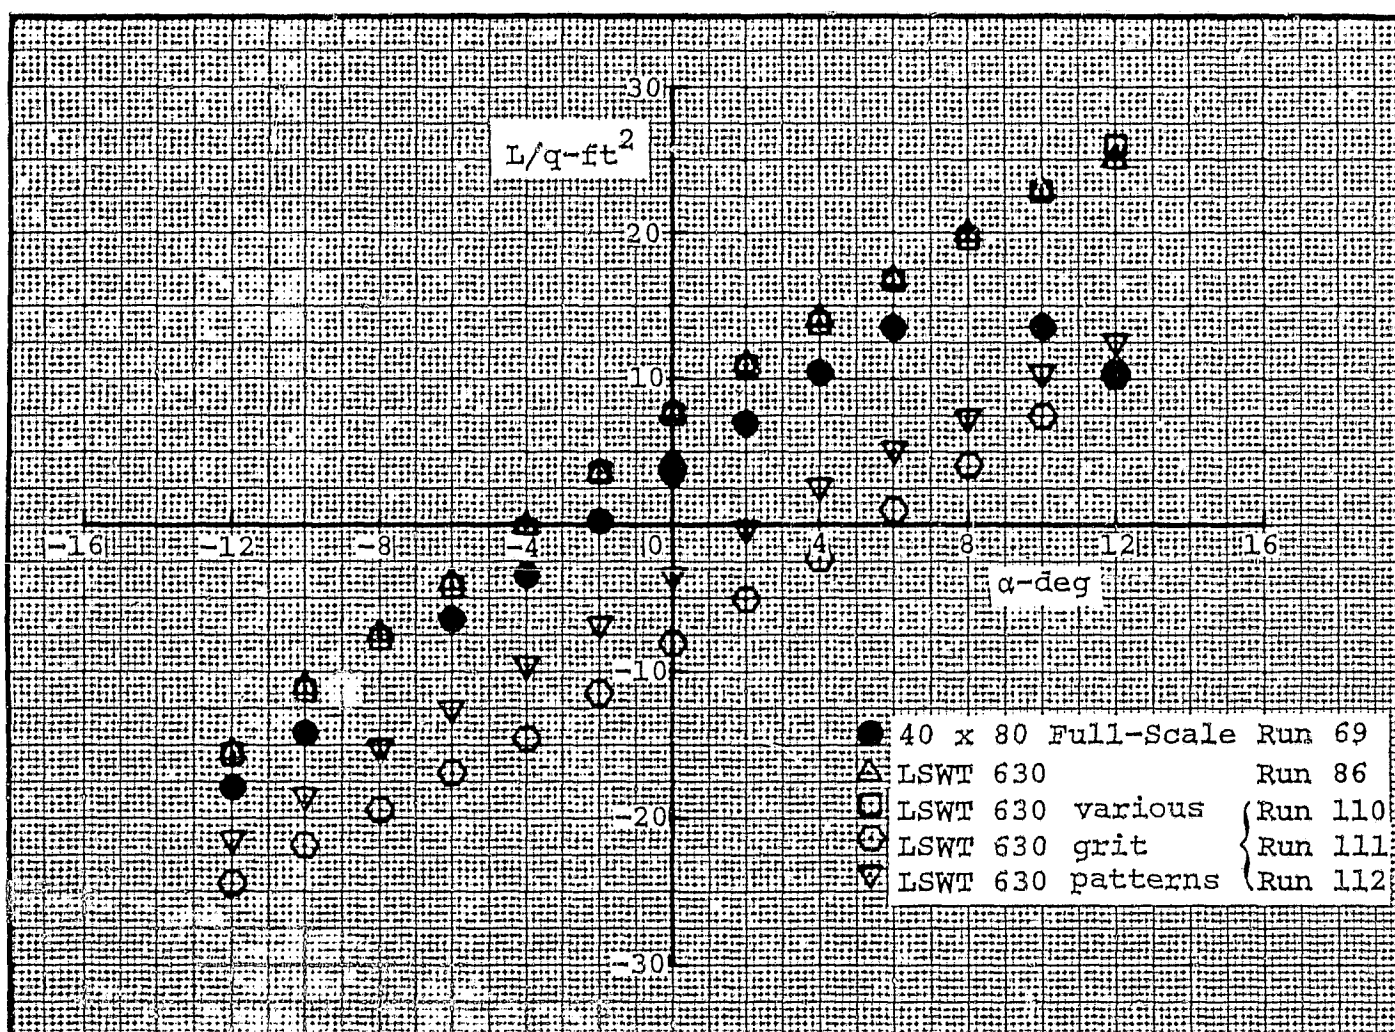 30
L/q-ft²
20
10
-16 -12 -8 -4 0 4 8 12 16
α-deg
-10
40 x 80 Full-Scale Run 69
LSWT 630 Run 86
LSWT 630 various Run 110
-20
LSWT 630 grit Run 111
LSWT 630 patterns Run 112
-30